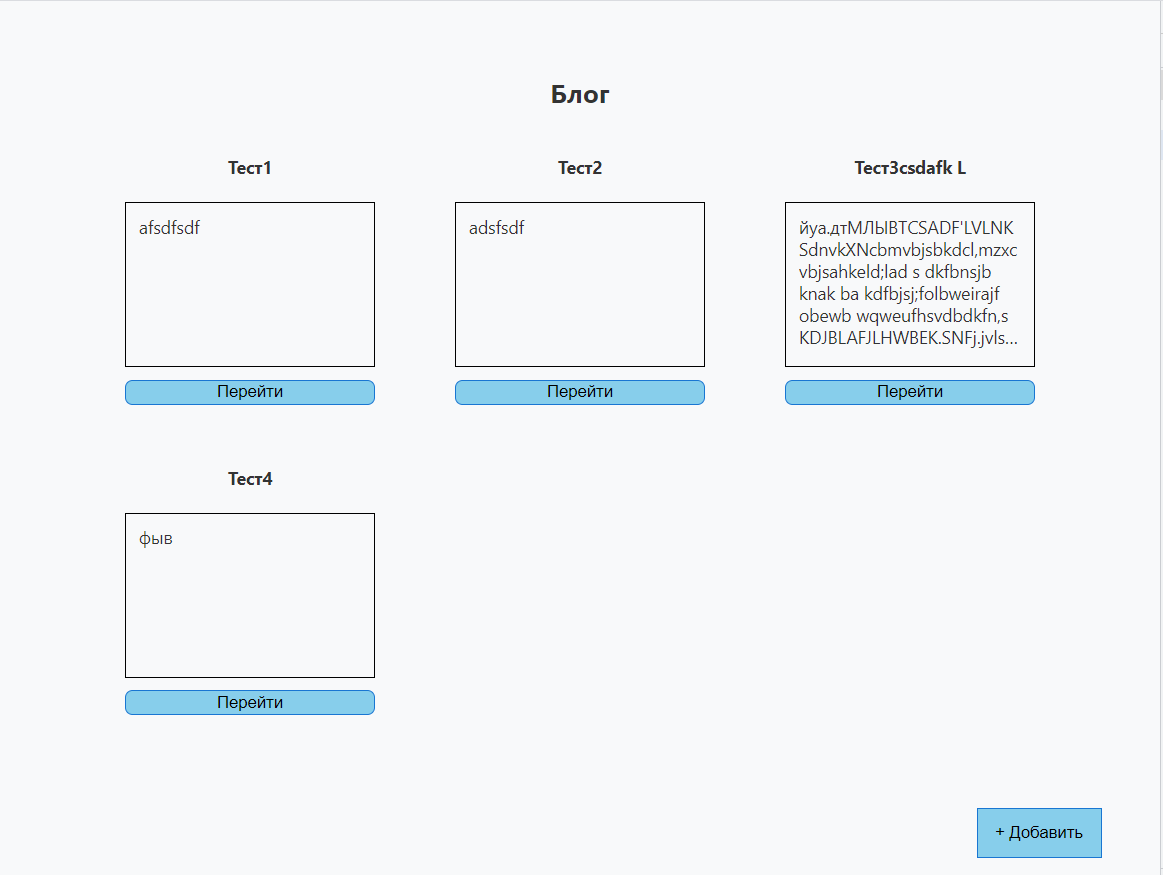 Блог
Тест1
afsdfsdf
Перейти
Тест2
adsfsdf
Перейти
Тест3csdafk L
йуа.дтМЛЫВТCSADF'LVLNK
SdnvkXNcbmvbjsbkdcl,mzxc
vbjsahkeld;lad s dkfbnsjb
knak ba kdfbjsj;folbweirajf
obewb wqweufhsvdbdkfn,s
KDJBLAFJLHWBEK.SNFj.jvls...
Перейти
Тест4
фыв
Перейти
+ Добавить